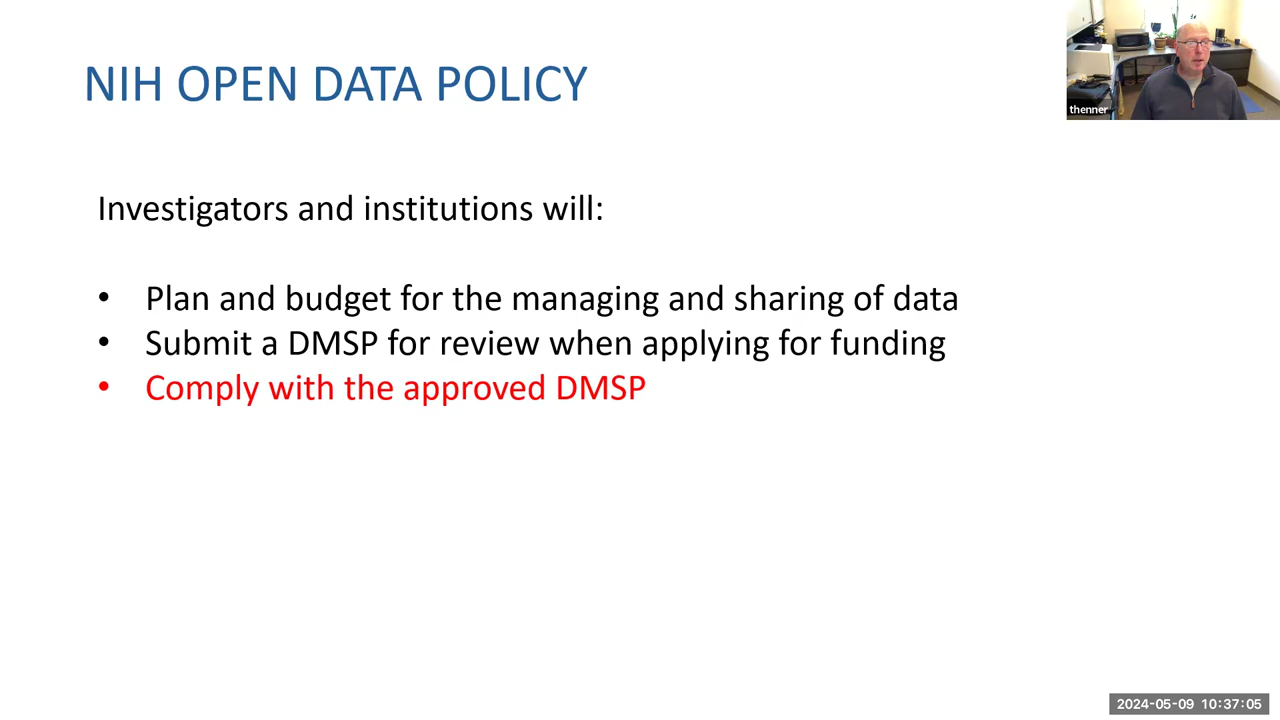 NIH OPEN DATA POLICY
thenner
Investigators and institutions will:
• Plan and budget for the managing and sharing of data
• Submit a DMSP for review when applying for funding
• Comply with the approved DMSP
2024-05-09 10:37:05